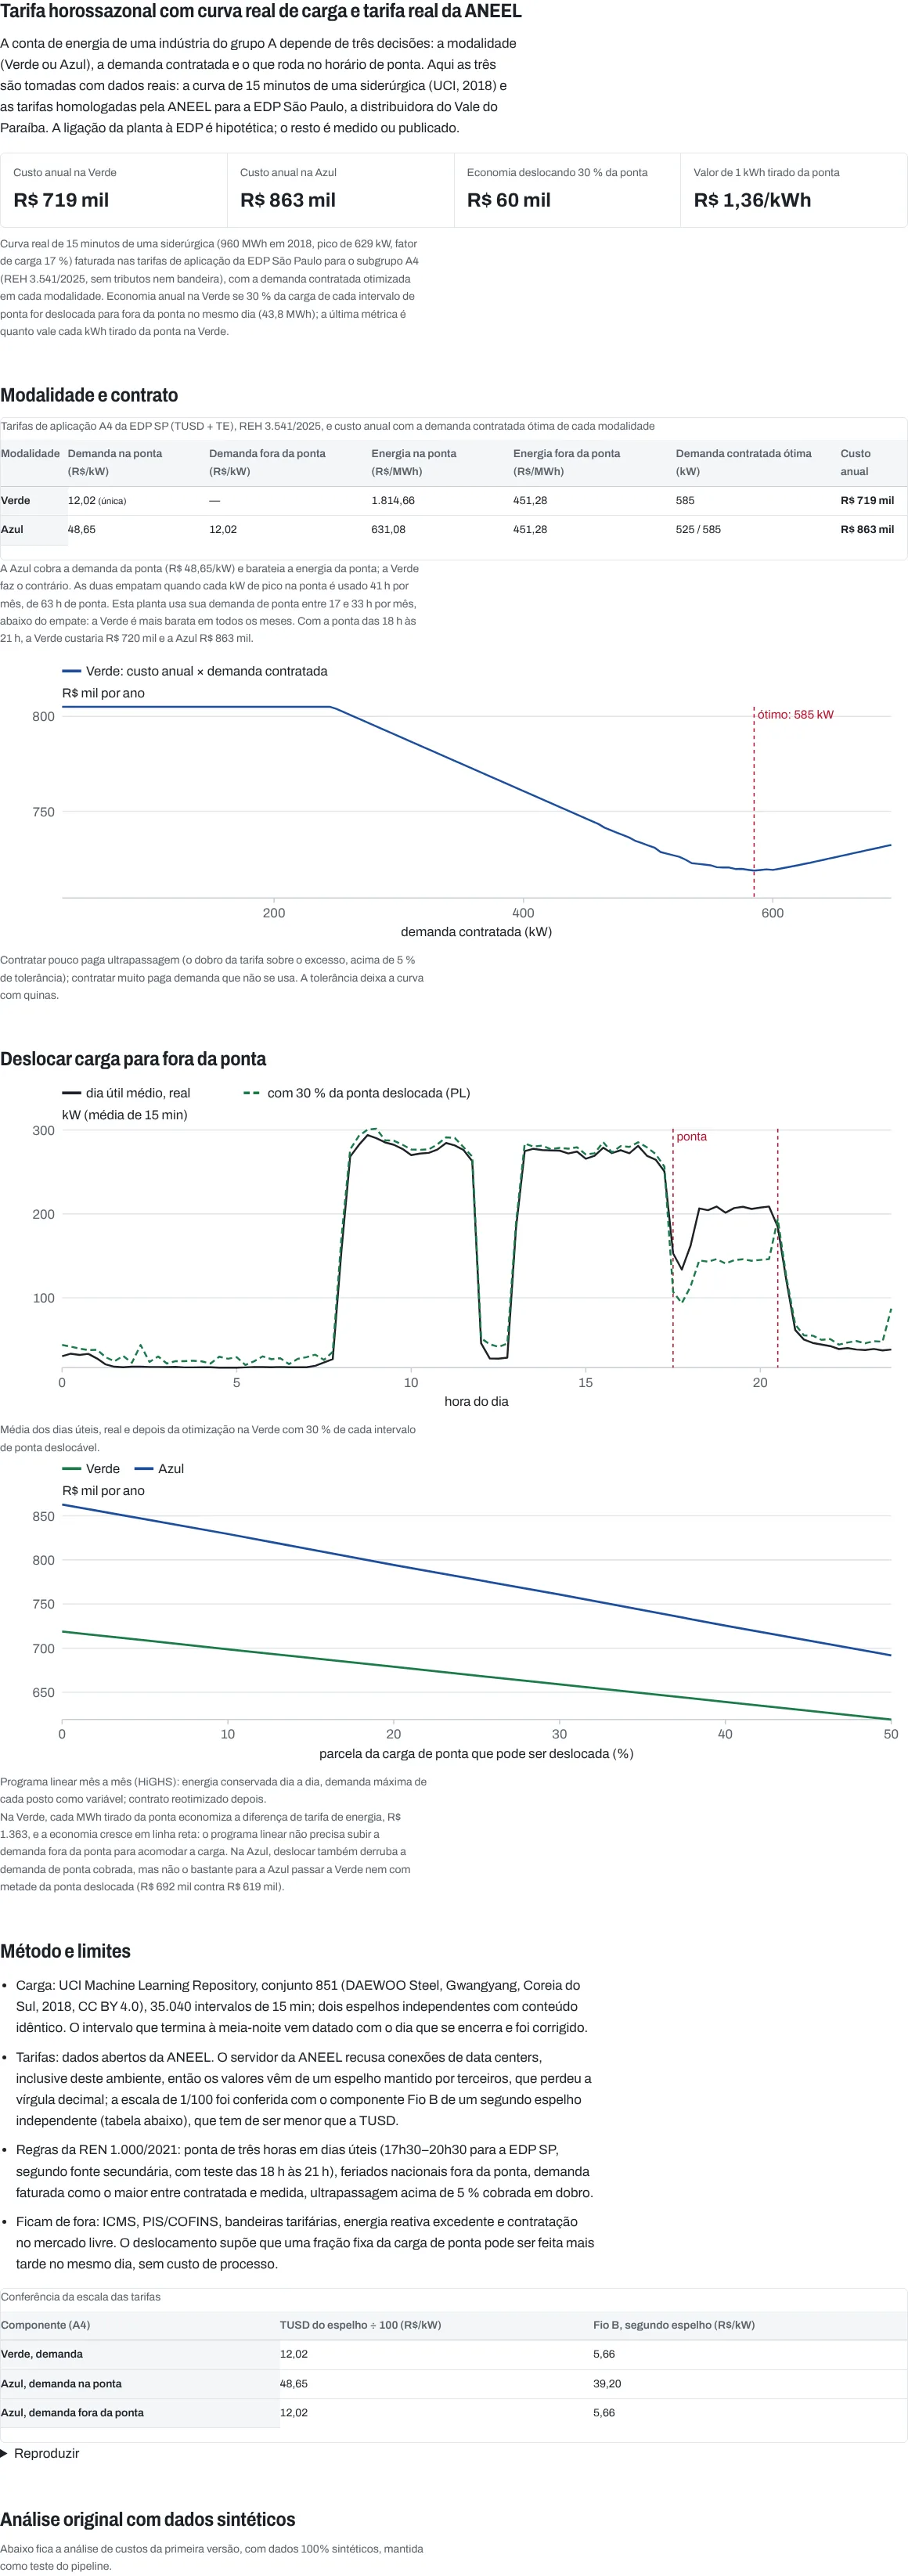 Tarifa horossazonal com curva real de carga e tarifa real da ANEEL
A conta de energia de uma indústria do grupo A depende de três decisões: a modalidade
(Verde ou Azul), a demanda contratada e o que roda no horário de ponta. Aqui as três
são tomadas com dados reais: a curva de 15 minutos de uma siderúrgica (UCI, 2018) e
as tarifas homologadas pela ANEEL para a EDP São Paulo, a distribuidora do Vale do
Paraíba. A ligação da planta à EDP é hipotética; o resto é medido ou publicado.
Custo anual na Verde
R$ 719 mil
Custo anual na Azul
R$ 863 mil
Economia deslocando 30 % da ponta
R$ 60 mil
Valor de 1 kWh tirado da ponta
R$ 1,36/kWh
Curva real de 15 minutos de uma siderúrgica (960 MWh em 2018, pico de 629 kW, fator
de carga 17 %) faturada nas tarifas de aplicação da EDP São Paulo para o subgrupo A4
(REH 3.541/2025, sem tributos nem bandeira), com a demanda contratada otimizada
em cada modalidade. Economia anual na Verde se 30 % da carga de cada intervalo de
ponta for deslocada para fora da ponta no mesmo dia (43,8 MWh); a última métrica é
quanto vale cada kWh tirado da ponta na Verde.
Modalidade e contrato
Tarifas de aplicação A4 da EDP SP (TUSD + TE), REH 3.541/2025, e custo anual com a demanda contratada ótima de cada modalidade
Modalidade Demanda na ponta (R$/kW) Demanda fora da ponta (R$/kW) Energia na ponta (R$/MWh) Energia fora da ponta (R$/MWh) Demanda contratada ótima (kW) Custo anual
Verde 12,02 (única) — 1.814,66 451,28 585 R$ 719 mil
Azul 48,65 12,02 631,08 451,28 525 / 585 R$ 863 mil
A Azul cobra a demanda da ponta (R$ 48,65/kW) e barateia a energia da ponta; a Verde
faz o contrário. As duas empatam quando cada kW de pico na ponta é usado 41 h por
mês, de 63 h de ponta. Esta planta usa sua demanda de ponta entre 17 e 33 h por mês,
abaixo do empate: a Verde é mais barata em todos os meses. Com a ponta das 18 h às
21 h, a Verde custaria R$ 720 mil e a Azul R$ 863 mil.
Verde: custo anual × demanda contratada
R$ mil por ano
800
ótimo: 585 kW
750
200 400 600
demanda contratada (kW)
Contratar pouco paga ultrapassagem (o dobro da tarifa sobre o excesso, acima de 5 %
de tolerância); contratar muito paga demanda que não se usa. A tolerância deixa a curva
com quinas.
Deslocar carga para fora da ponta
dia útil médio, real com 30 % da ponta deslocada (PL)
kW (média de 15 min)
300
ponta
200
100
0 5 10 15 20
hora do dia
Média dos dias úteis, real e depois da otimização na Verde com 30 % de cada intervalo
de ponta deslocável.
Verde Azul
R$ mil por ano
850
800
750
700
650
0 10 20 30 40 50
parcela da carga de ponta que pode ser deslocada (%)
Programa linear mês a mês (HiGHS): energia conservada dia a dia, demanda máxima de
cada posto como variável; contrato reotimizado depois.
Na Verde, cada MWh tirado da ponta economiza a diferença de tarifa de energia, R$
1.363, e a economia cresce em linha reta: o programa linear não precisa subir a
demanda fora da ponta para acomodar a carga. Na Azul, deslocar também derruba a
demanda de ponta cobrada, mas não o bastante para a Azul passar a Verde nem com
metade da ponta deslocada (R$ 692 mil contra R$ 619 mil).
Método e limites
• Carga: UCI Machine Learning Repository, conjunto 851 (DAEWOO Steel, Gwangyang, Coreia do
Sul, 2018, CC BY 4.0), 35.040 intervalos de 15 min; dois espelhos independentes com conteúdo
idêntico. O intervalo que termina à meia-noite vem datado com o dia que se encerra e foi corrigido.
• Tarifas: dados abertos da ANEEL. O servidor da ANEEL recusa conexões de data centers,
inclusive deste ambiente, então os valores vêm de um espelho mantido por terceiros, que perdeu a
vírgula decimal; a escala de 1/100 foi conferida com o componente Fio B de um segundo espelho
independente (tabela abaixo), que tem de ser menor que a TUSD.
• Regras da REN 1.000/2021: ponta de três horas em dias úteis (17h30–20h30 para a EDP SP,
segundo fonte secundária, com teste das 18 h às 21 h), feriados nacionais fora da ponta, demanda
faturada como o maior entre contratada e medida, ultrapassagem acima de 5 % cobrada em dobro.
• Ficam de fora: ICMS, PIS/COFINS, bandeiras tarifárias, energia reativa excedente e contratação
no mercado livre. O deslocamento supõe que uma fração fixa da carga de ponta pode ser feita mais
tarde no mesmo dia, sem custo de processo.
Conferência da escala das tarifas
Componente (A4) TUSD do espelho ÷ 100 (R$/kW) Fio B, segundo espelho (R$/kW)
Verde, demanda 12,02 5,66
Azul, demanda na ponta 48,65 39,20
Azul, demanda fora da ponta 12,02 5,66
▶ Reproduzir
Análise original com dados sintéticos
Abaixo fica a análise de custos da primeira versão, com dados 100% sintéticos, mantida
como teste do pipeline.